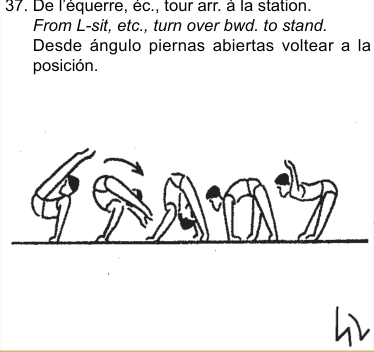 37. De l'équerre, éc., tour arr. à la station.
From L-sit, etc., turn over bwd. to stand.
Desde ángulo piernas abiertas voltear a la
posición.